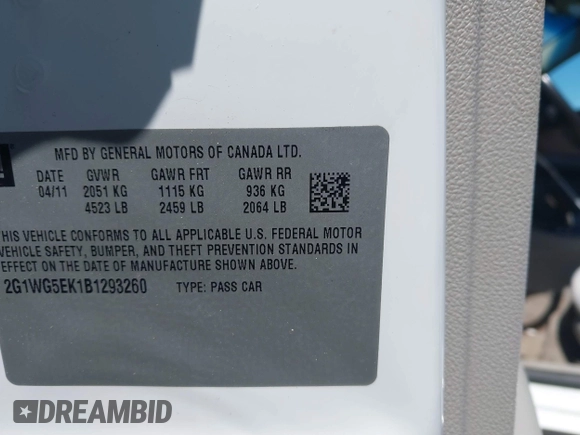 MFD BY GENERAL MOTORS OF CANADA LTD.
DATE GVWR GAWR FRT GAWR RR
04/11 2051 KG 1115 KG 936 KG
4523 LB 2459 LB 2064 LB
THIS VEHICLE CONFORMS TO ALL APPLICABLE U.S. FEDERAL MOTOR
VEHICLE SAFETY, BUMPER, AND THEFT PREVENTION STANDARDS
IN EFFECT ON THE DATE OF MANUFACTURE SHOWN ABOVE.
2G1WG5EK1B1293260 TYPE: PASS CAR
DREAMBID